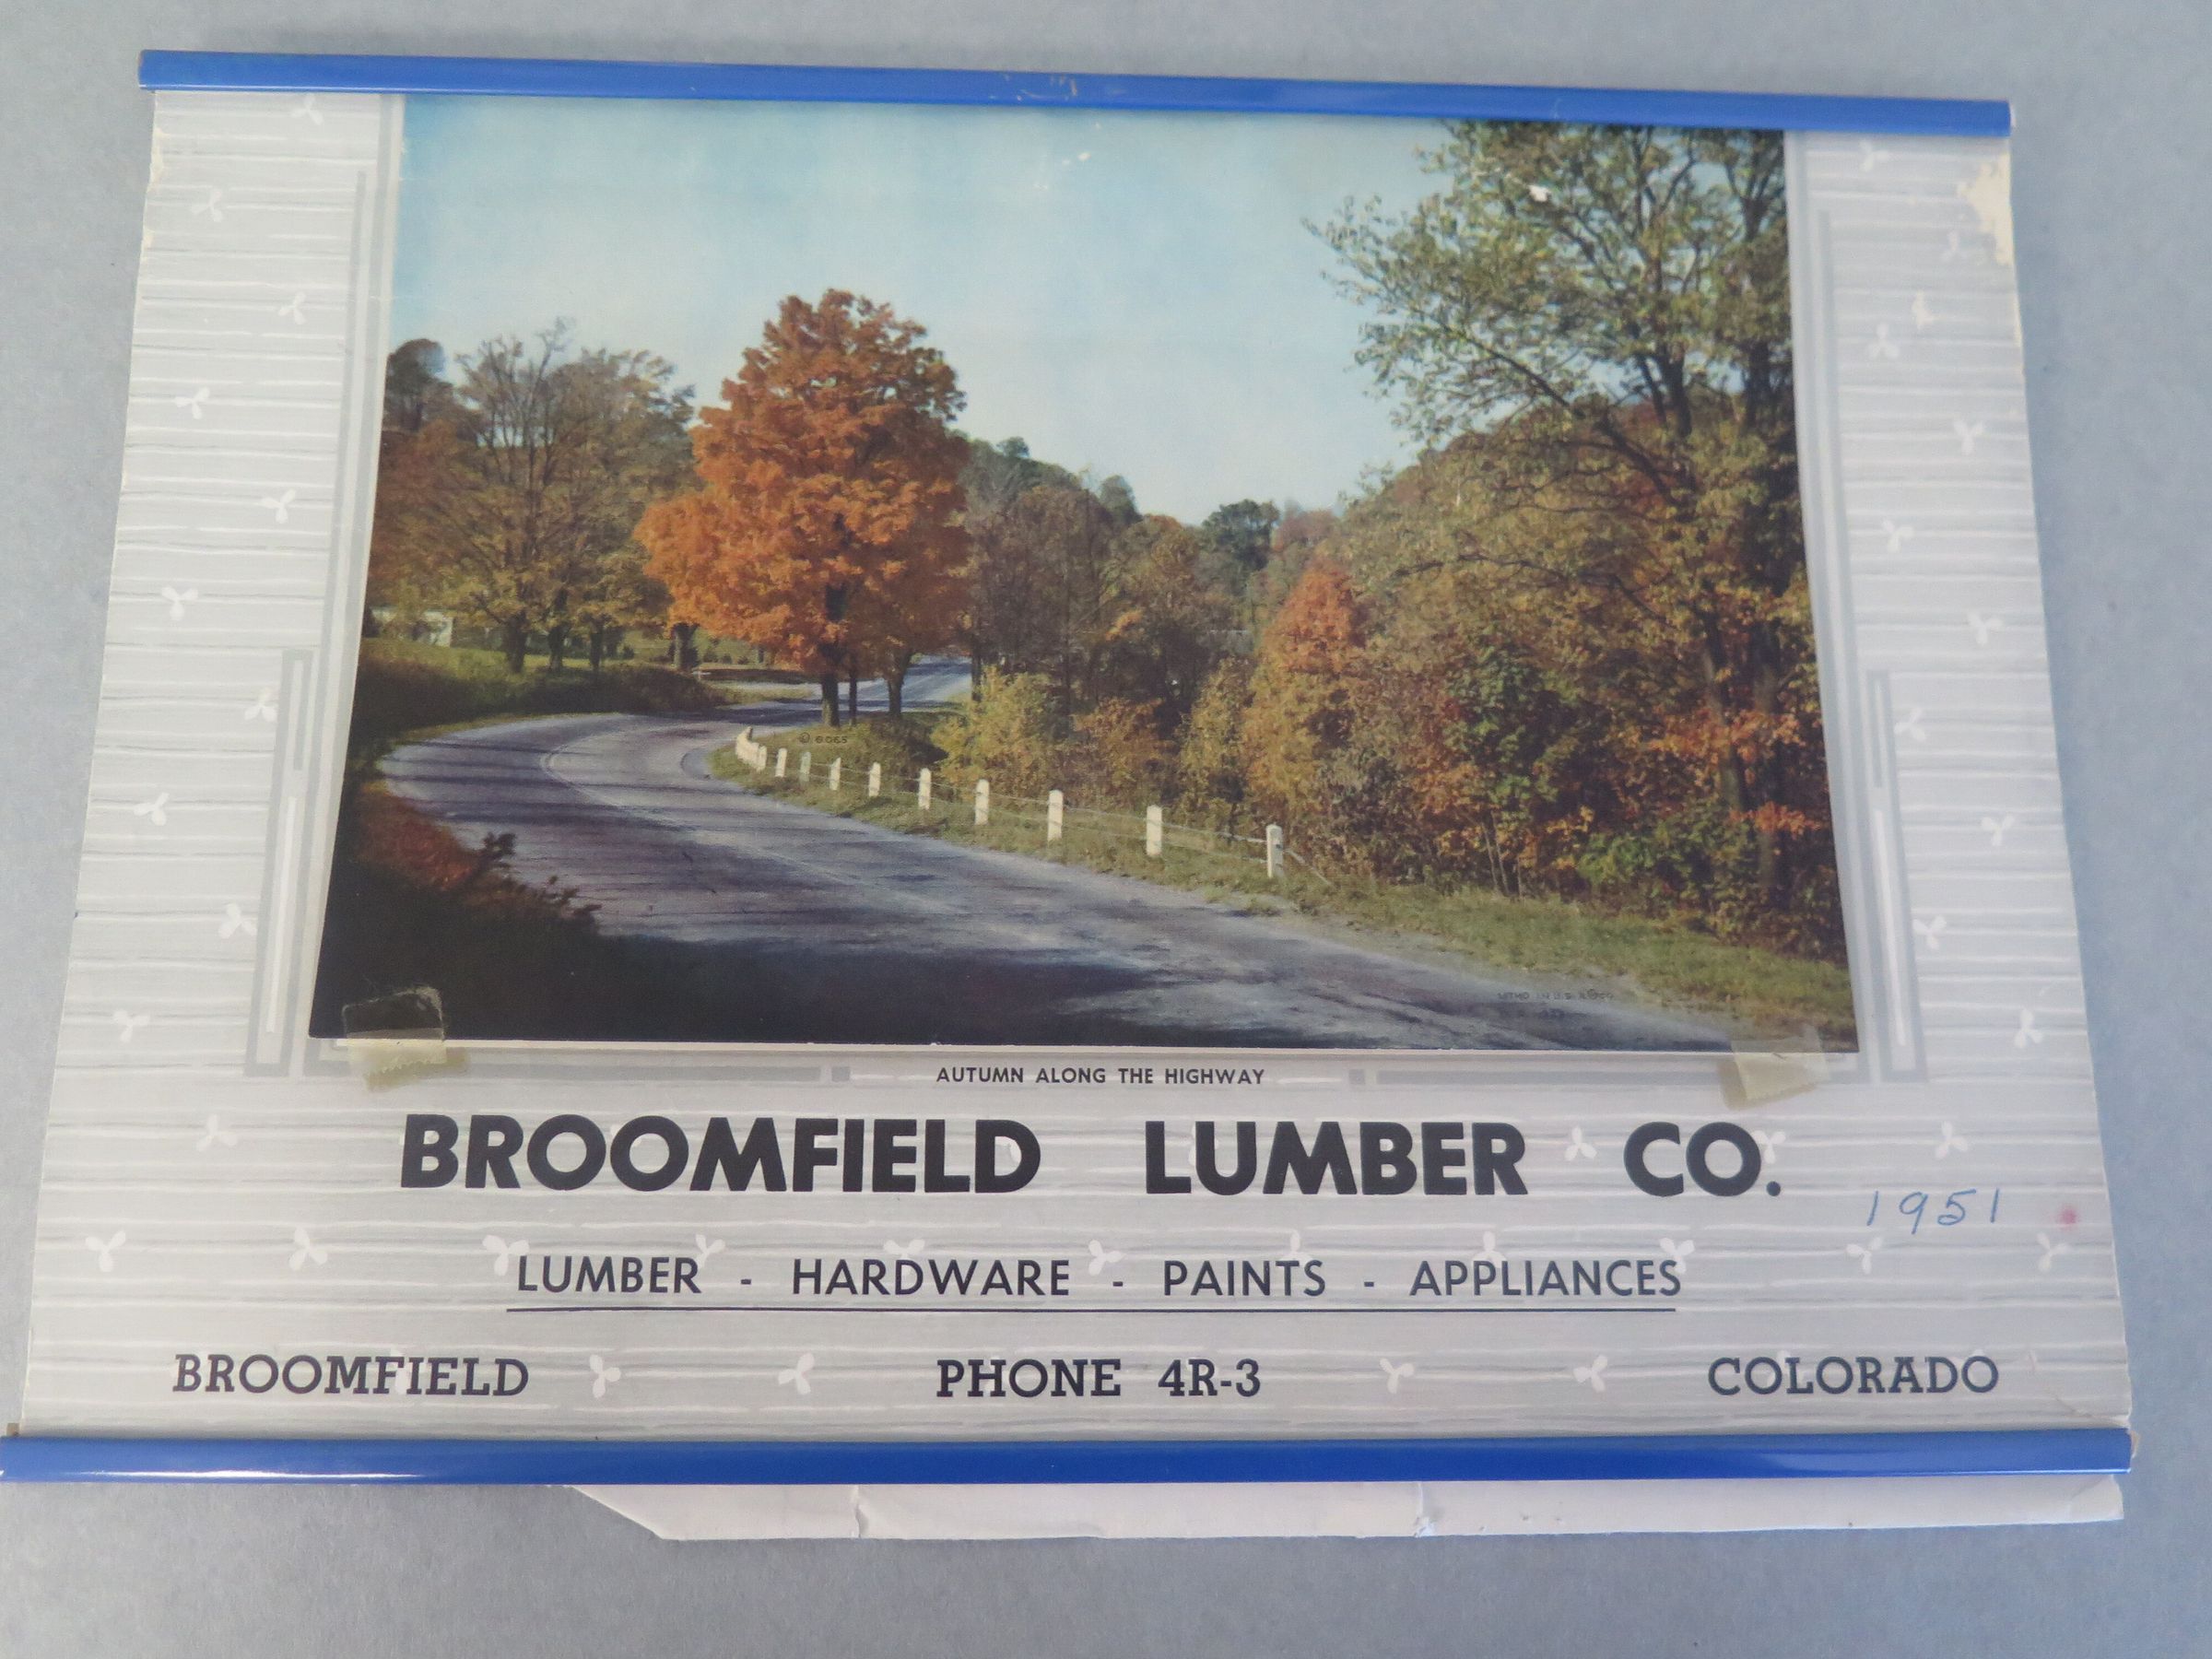 AUTUMN ALONG THE HIGHWAY
BROOMFIELD LUMBER CO.
1951
LUMBER - HARDWARE - PAINTS - APPLIANCES
BROOMFIELD PHONE 4R-3 COLORADO